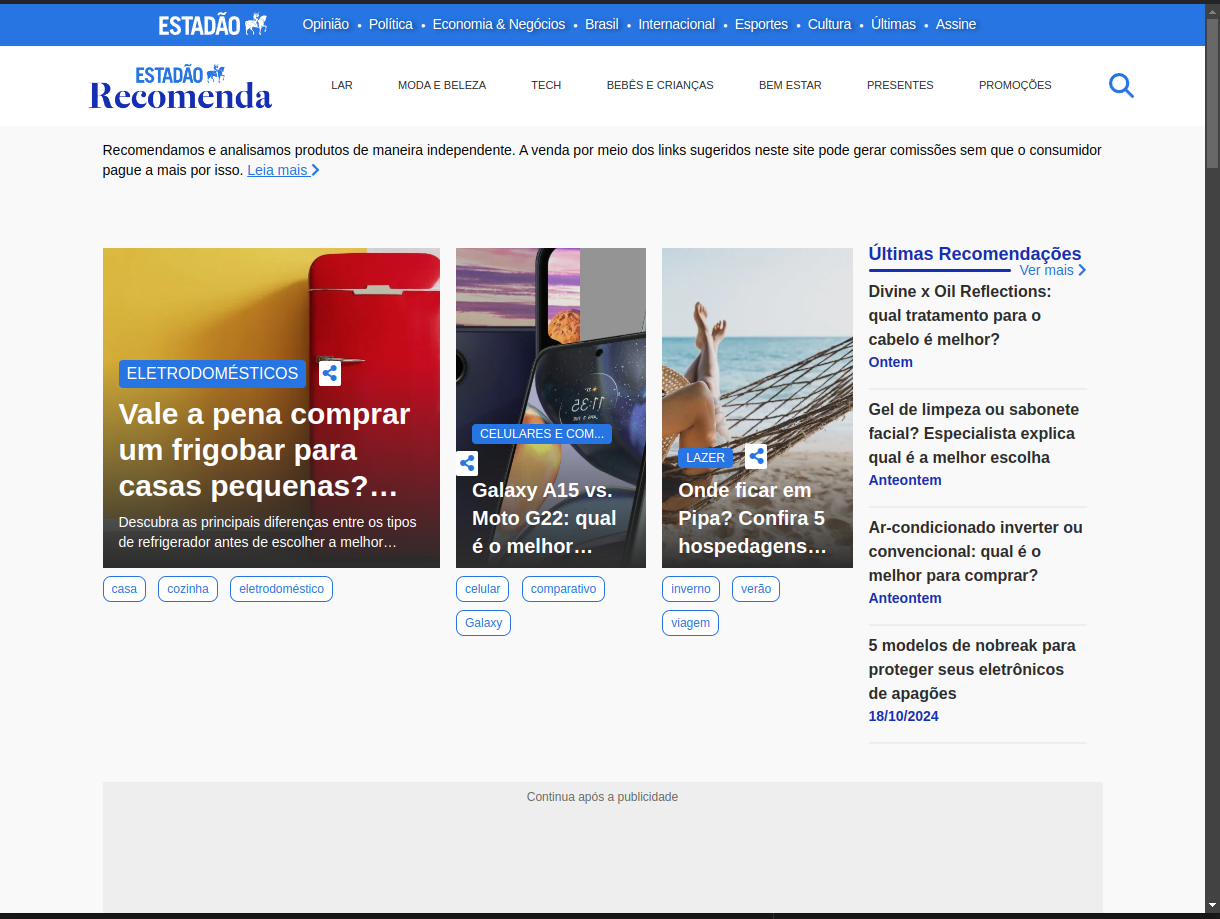 ESTADÃO
Opinião • Política • Economia & Negócios • Brasil • Internacional • Esportes • Cultura • Últimas • Assine
ESTADÃO
Recomenda
LAR MODA E BELEZA TECH BEBÊS E CRIANÇAS BEM ESTAR PRESENTES PROMOÇÕES
Recomendamos e analisamos produtos de maneira independente. A venda por meio dos links sugeridos neste site pode gerar comissões sem que o consumidor
pague a mais por isso. Leia mais
ELETRODOMÉSTICOS
Vale a pena comprar
um frigobar para
casas pequenas?…
Descubra as principais diferenças entre os tipos
de refrigerador antes de escolher a melhor…
casa cozinha eletrodoméstico
11:35
CELULARES E COM...
Galaxy A15 vs.
Moto G22: qual
é o melhor…
celular comparativo
Galaxy
LAZER
Onde ficar em
Pipa? Confira 5
hospedagens…
inverno verão
viagem
Últimas Recomendações
Ver mais
Divine x Oil Reflections:
qual tratamento para o
cabelo é melhor?
Ontem
Gel de limpeza ou sabonete
facial? Especialista explica
qual é a melhor escolha
Anteontem
Ar-condicionado inverter ou
convencional: qual é o
melhor para comprar?
Anteontem
5 modelos de nobreak para
proteger seus eletrônicos
de apagões
18/10/2024
Continua após a publicidade